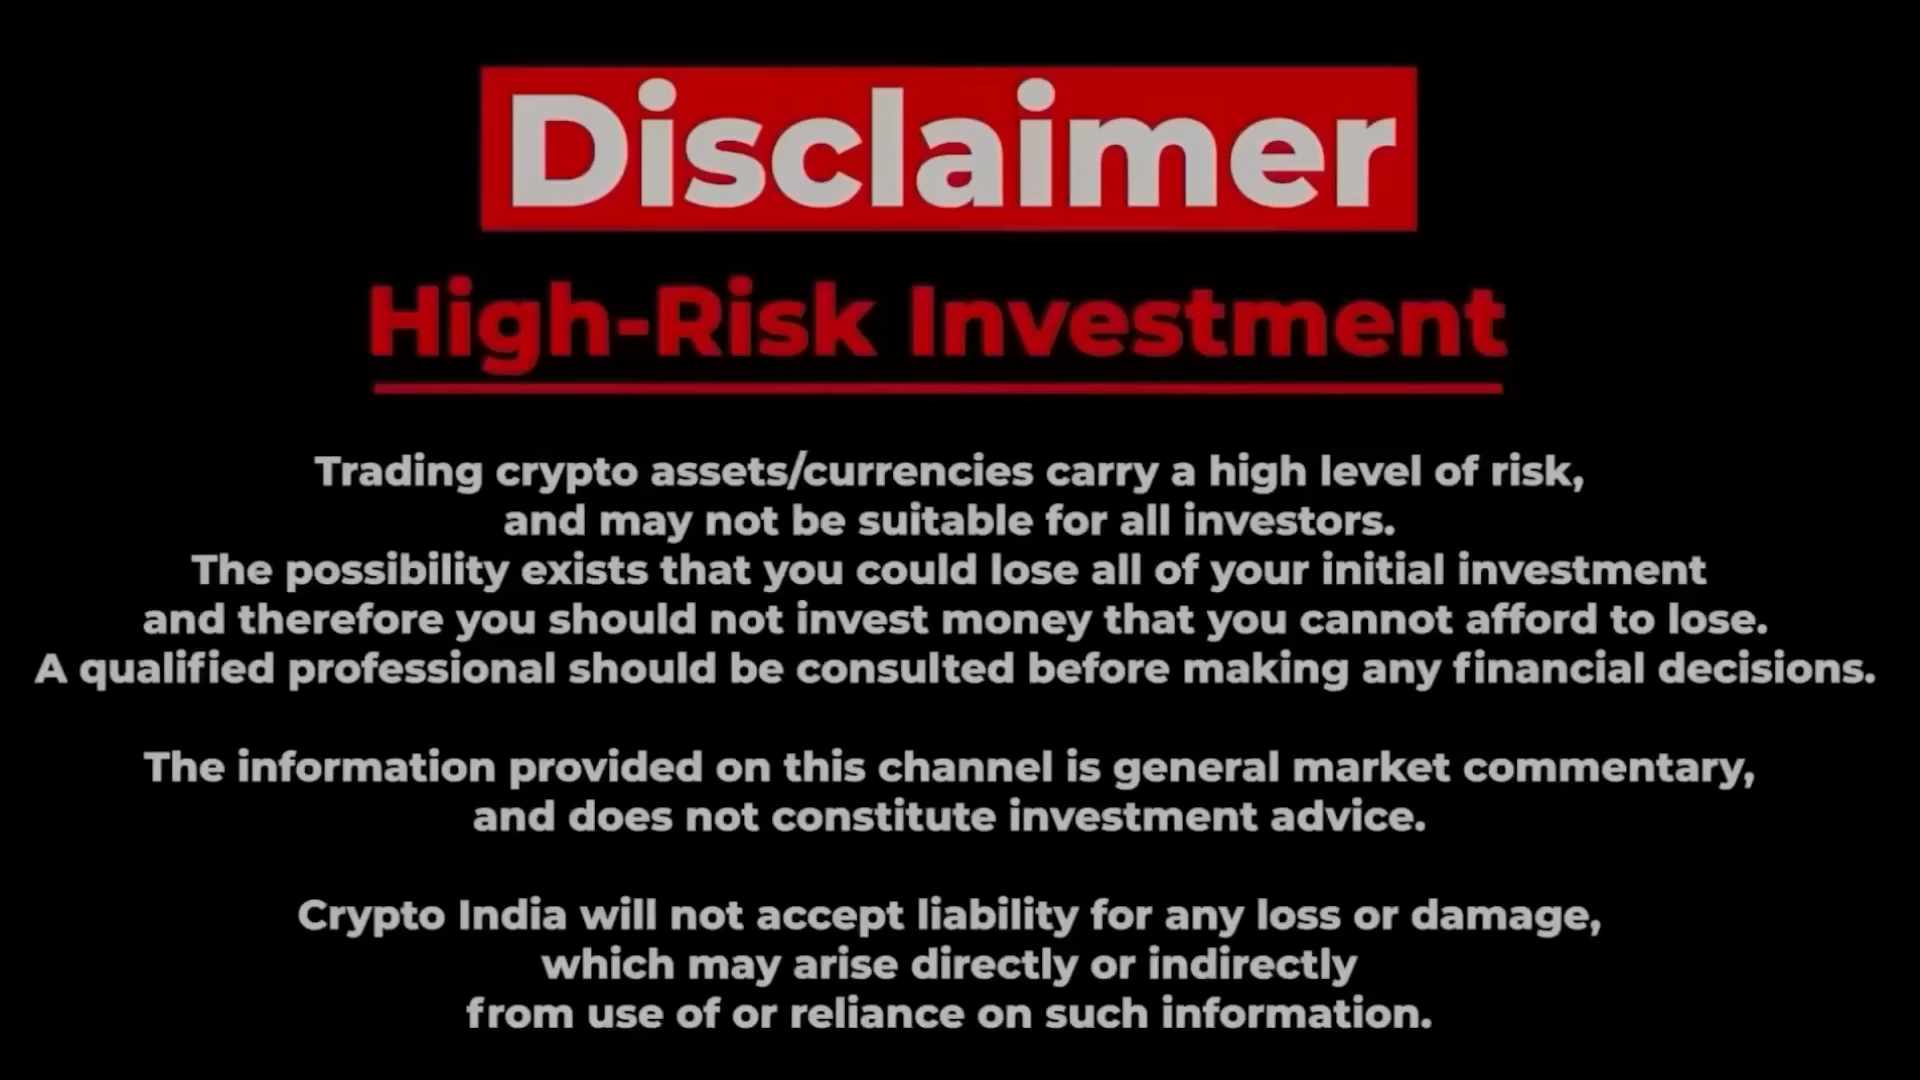 Disclaimer
High-Risk Investment
Trading crypto assets/currencies carry a high level of risk,
and may not be suitable for all investors.
The possibility exists that you could lose all of your initial investment
and therefore you should not invest money that you cannot afford to lose.
A qualified professional should be consulted before making any financial decisions.
The information provided on this channel is general market commentary,
and does not constitute investment advice.
Crypto India will not accept liability for any loss or damage,
which may arise directly or indirectly
from use of or reliance on such information.